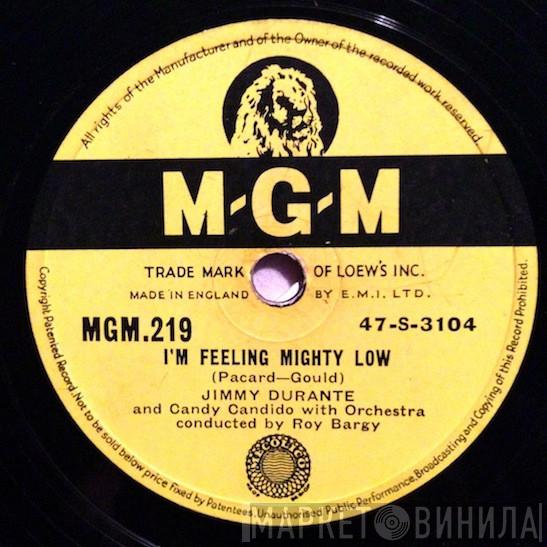 All rights of the Manufacturer and of the Owner of the recorded work reserved.
M-G-M
TRADE MARK OF LOEW'S INC.
MADE IN ENGLAND BY E.M.I. LTD.
MGM.219 47-S-3104
I'M FEELING MIGHTY LOW
(Pacard—Gould)
JIMMY DURANTE
and Candy Candido with Orchestra
conducted by Roy Bargy
Copyright. Patented Record. Not to be sold below price Fixed by Patentees. Unauthorised Public Performance, Broadcasting and Copying of this Record Prohibited.
МАРКЕТ ВИНИЛА